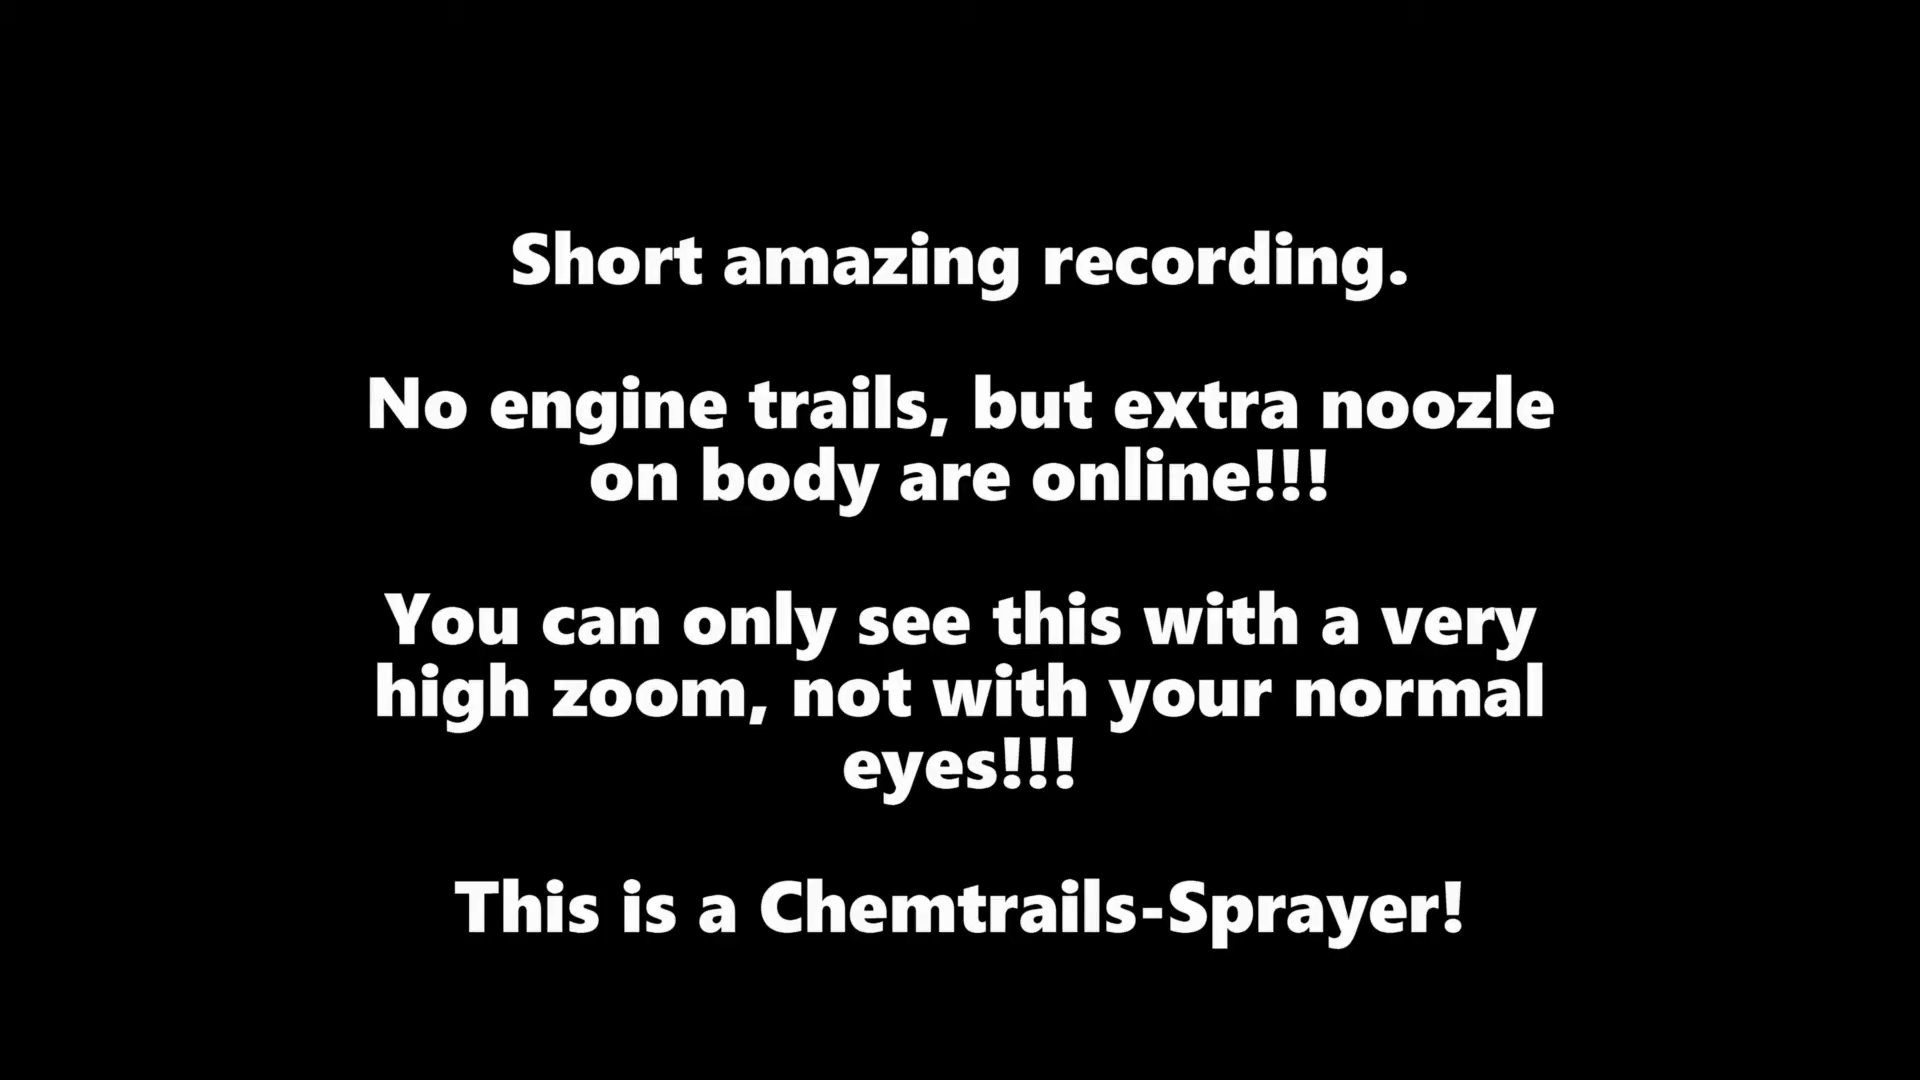 Short amazing recording.
No engine trails, but extra noozle
on body are online!!!
You can only see this with a very
high zoom, not with your normal
eyes!!!
This is a Chemtrails-Sprayer!